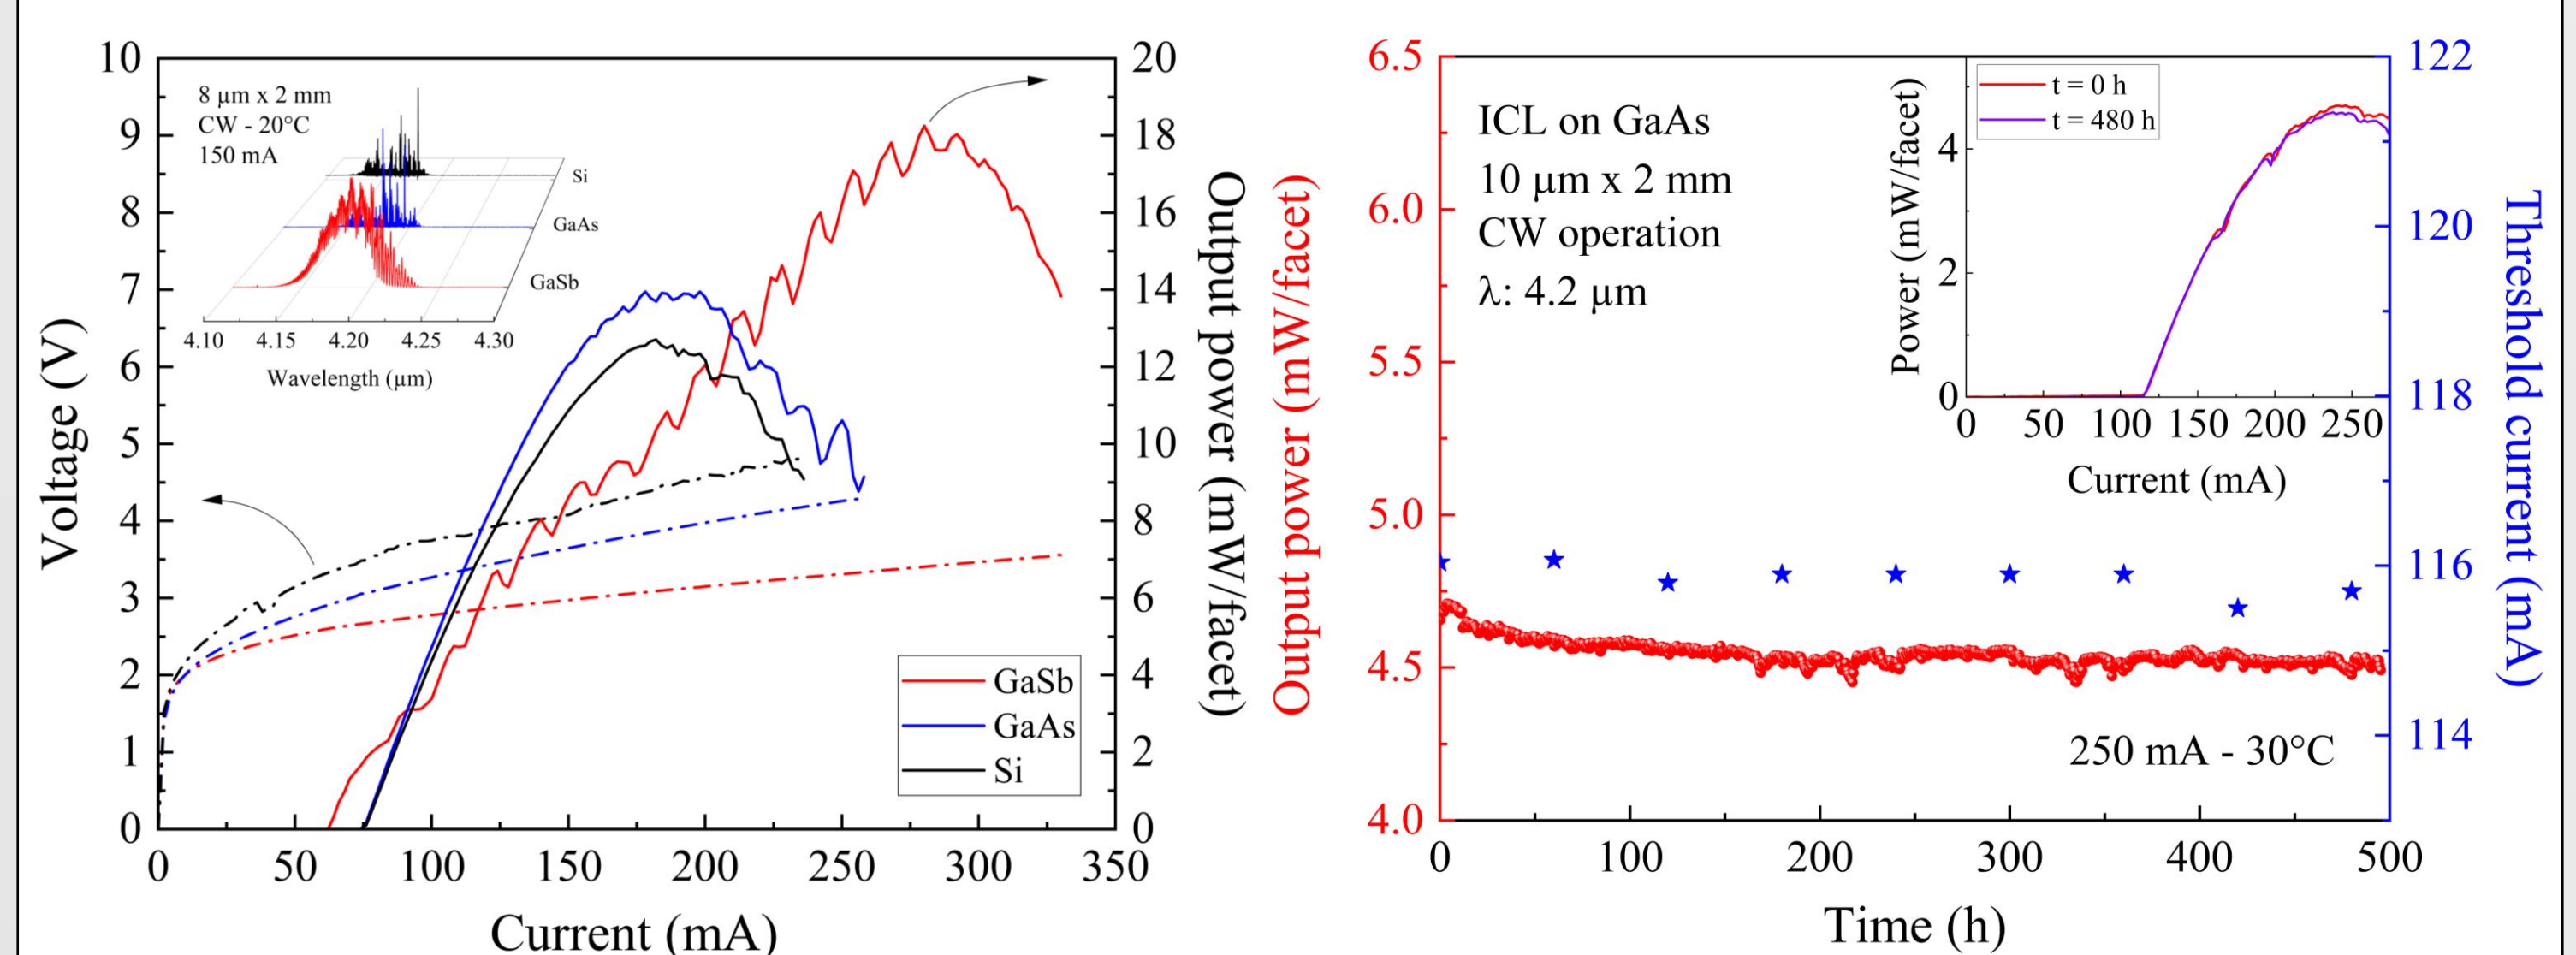 10
9
8
7
6
5
4
3
2
1
0
Voltage (V)
8 µm x 2 mm
CW - 20°C
150 mA
Si
GaAs
GaSb
4.10 4.15 4.20 4.25 4.30
Wavelength (µm)
GaSb
GaAs
Si
0 50 100 150 200 250 300 350
Current (mA)
20
18
16
14
12
10
8
6
4
2
0
Output power (mW/facet)
Output power (mW/facet)
6.5
6.0
5.5
5.0
4.5
4.0
ICL on GaAs
10 µm x 2 mm
CW operation
λ: 4.2 µm
Power (mW/facet)
4
2
0
t = 0 h
t = 480 h
0 50 100 150 200 250
Current (mA)
250 mA - 30°C
0 100 200 300 400 500
Time (h)
122
120
118
116
114
Threshold current (mA)